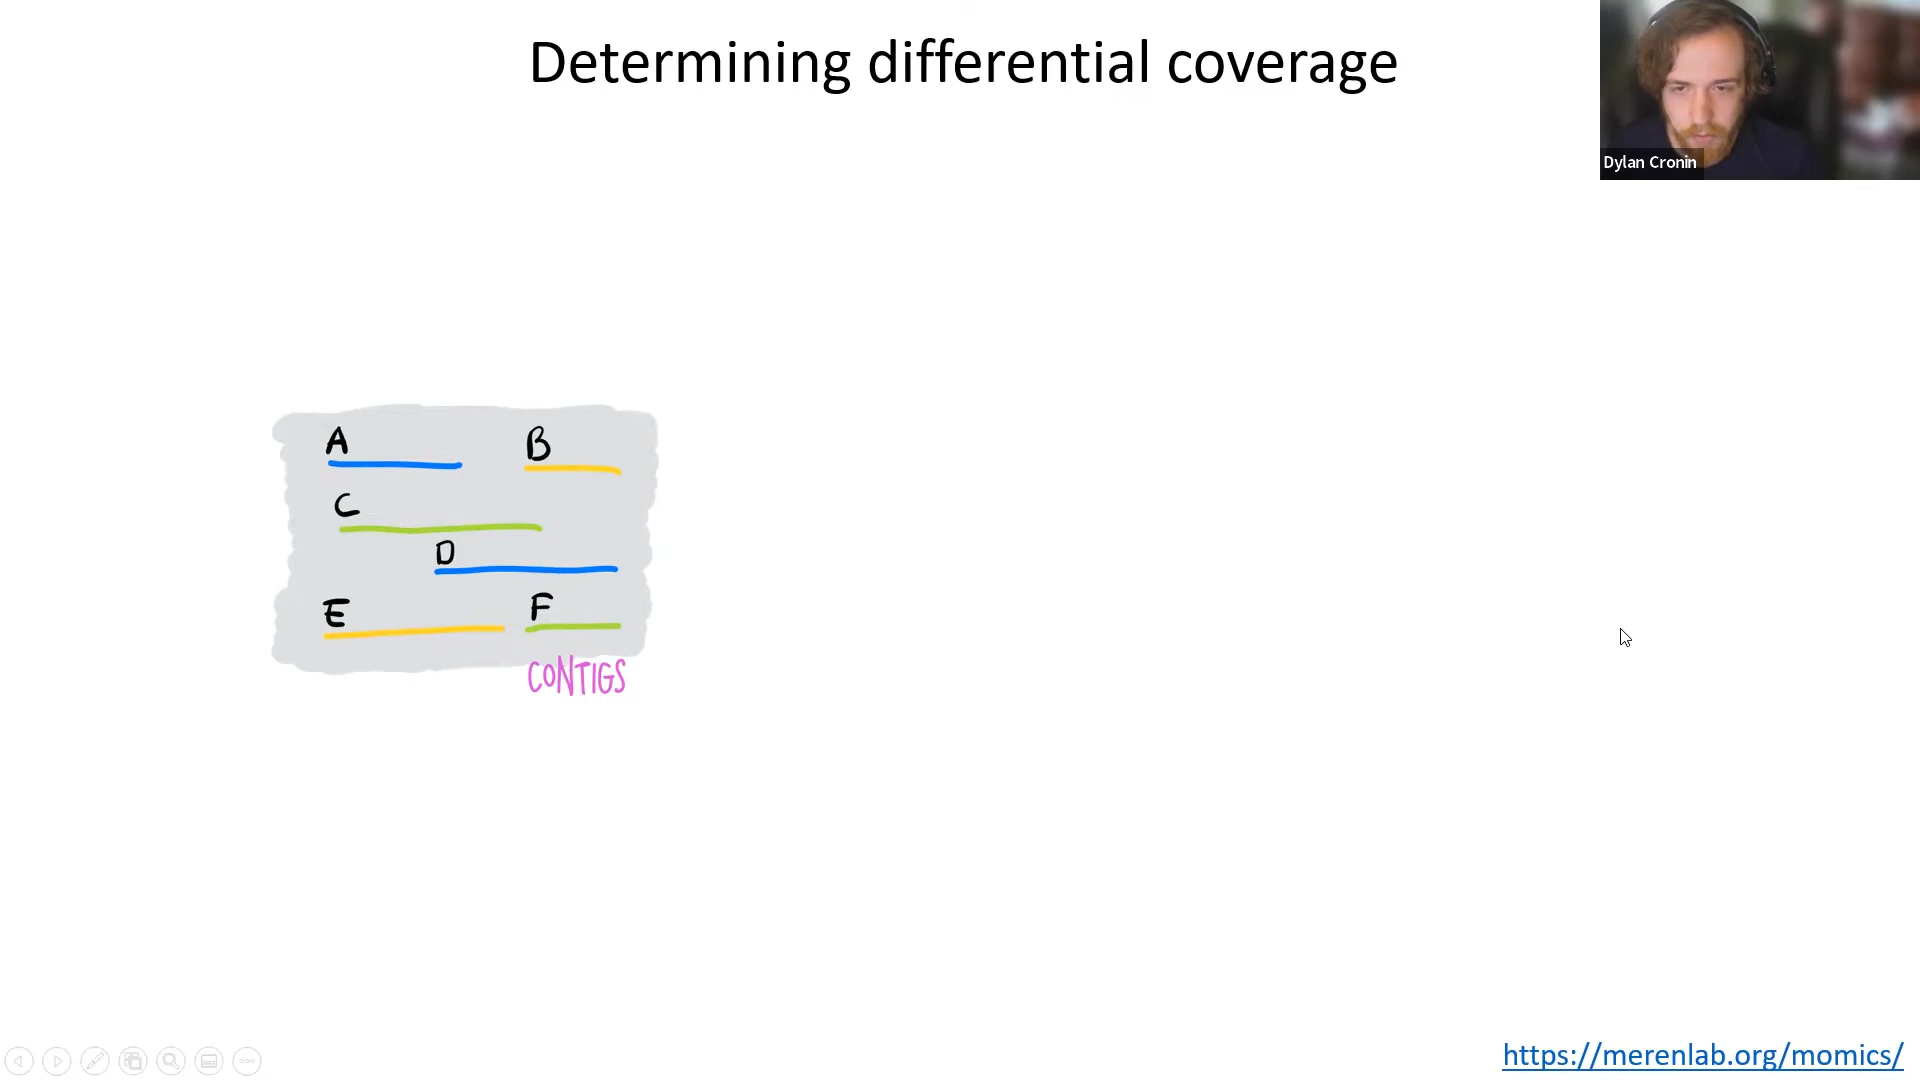 Determining differential coverage
Dylan Cronin
A B
C
D
E F
CONTIGS
https://merenlab.org/momics/